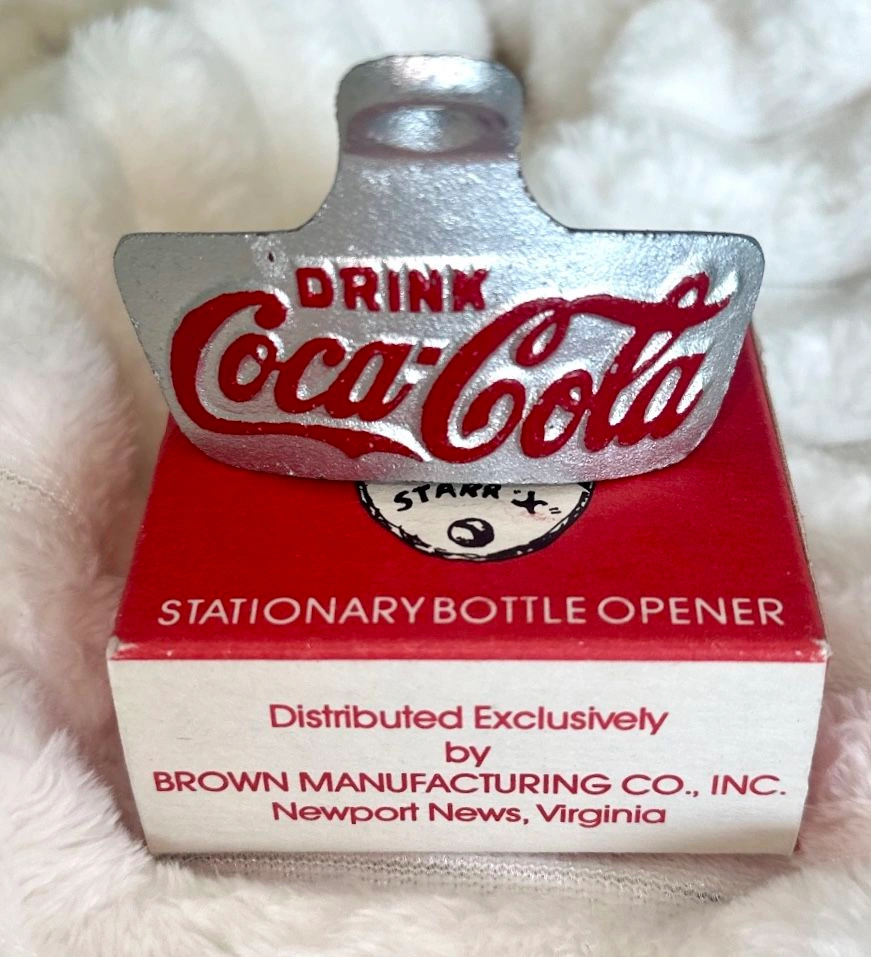 DRINK
Coca-Cola
STARR "X"
STATIONARY BOTTLE OPENER
Distributed Exclusively
by
BROWN MANUFACTURING CO., INC.
Newport News, Virginia